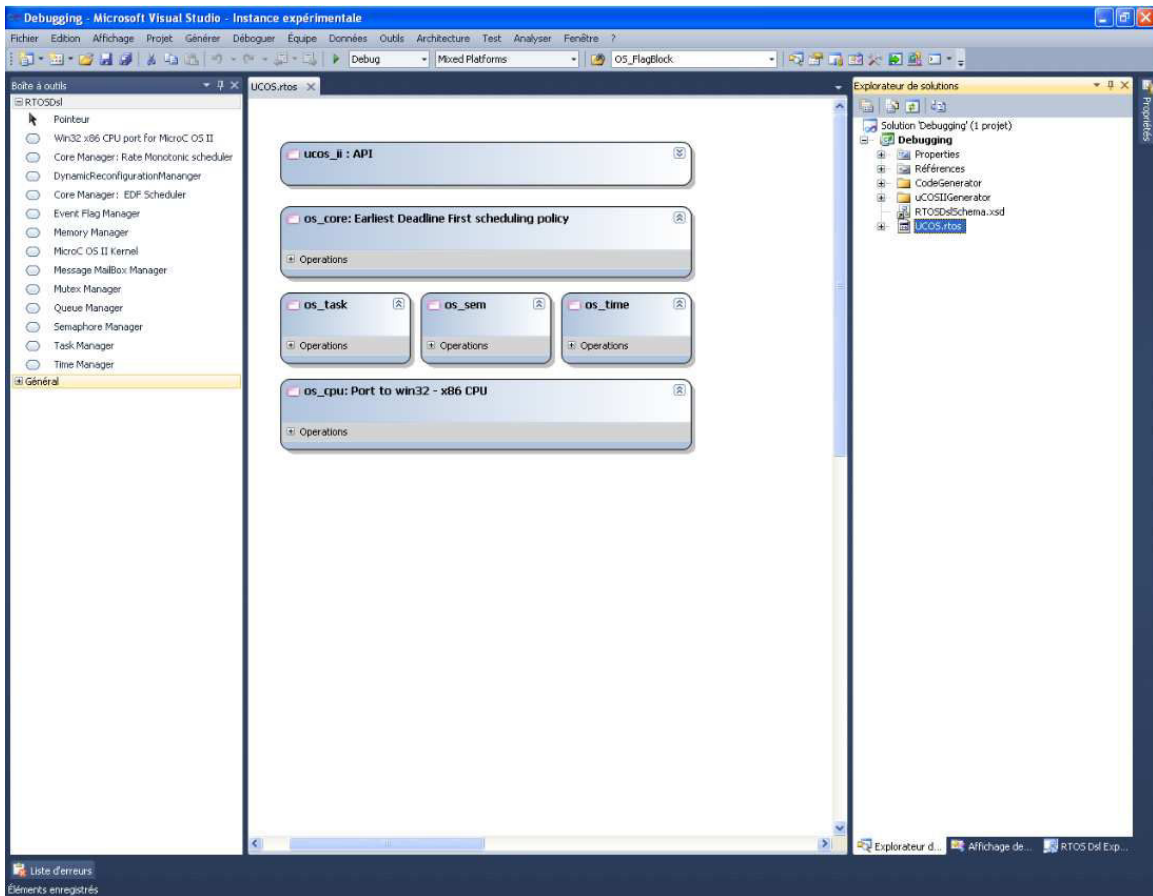 Debugging - Microsoft Visual Studio - Instance expérimentale
Fichier Edition Affichage Projet Générer Déboguer Équipe Données Outils Architecture Test Analyser Fenêtre ?
Debug Mixed Platforms OS_FlagBlock
Boîte à outils
RTOSDsl
Pointeur
Win32 x86 CPU port for MicroC OS II
Core Manager: Rate Monotonic scheduler
DynamicReconfigurationMananger
Core Manager: EDF Scheduler
Event Flag Manager
Memory Manager
MicroC OS II Kernel
Message MailBox Manager
Mutex Manager
Queue Manager
Semaphore Manager
Task Manager
Time Manager
Général
UCOS.rtos
ucos_ii : API
os_core: Earliest Deadline First scheduling policy
Operations
os_task os_sem os_time
Operations Operations Operations
os_cpu: Port to win32 - x86 CPU
Operations
Explorateur de solutions
Solution 'Debugging' (1 projet)
Debugging
Properties
Références
CodeGenerator
uCOSIIGenerator
RTOSDslSchema.xsd
UCOS.rtos
Propriétés
Explorateur d... Affichage de... RTOS Dsl Exp...
Liste d'erreurs
Éléments enregistrés